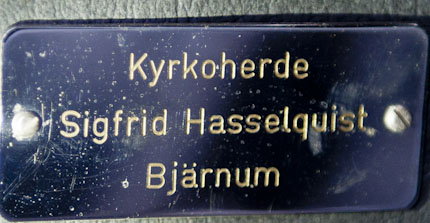 Kyrkoherde
Sigfrid Hasselquist
Bjärnum